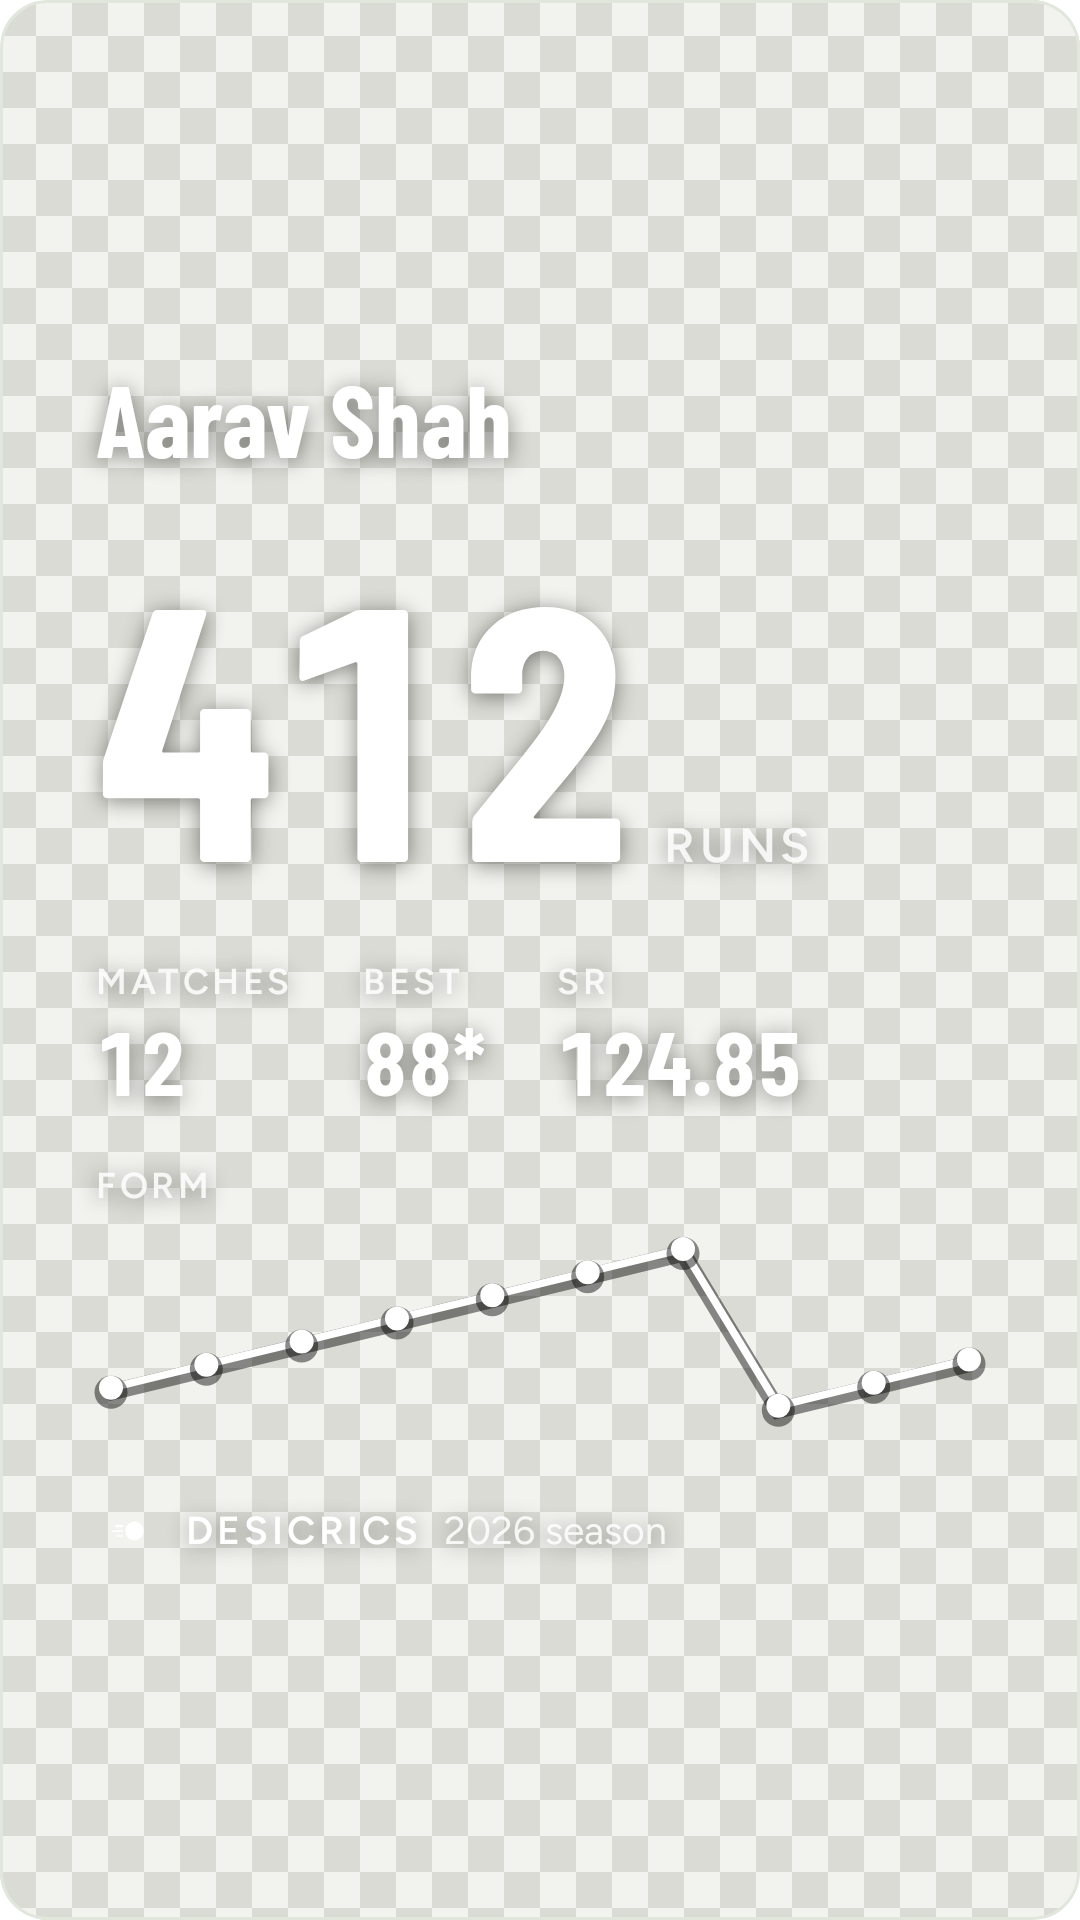 Aarav Shah
412 RUNS
MATCHES BEST SR
12 88* 124.85
FORM
DESICRICS 2026 season